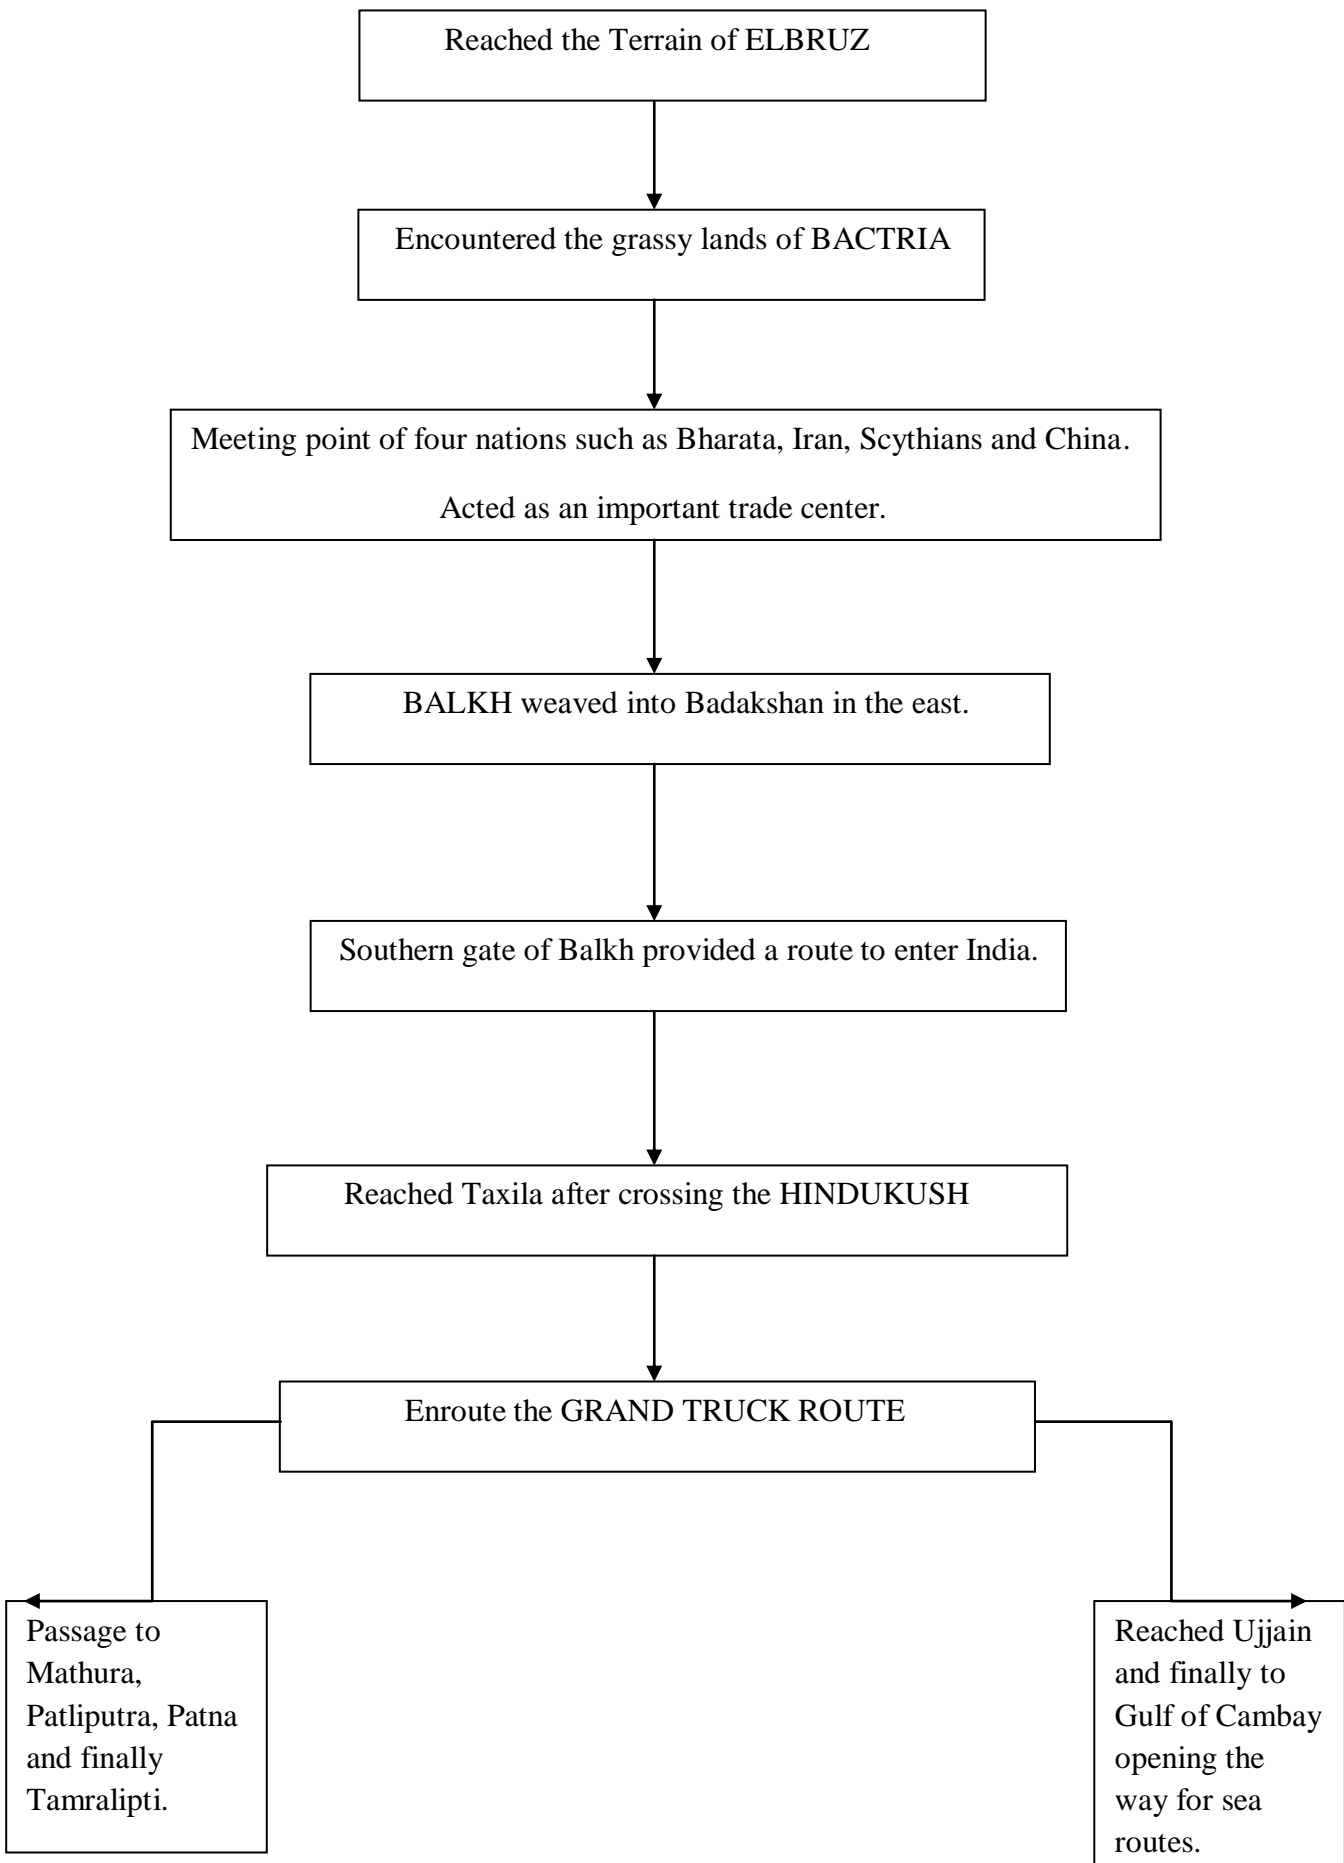 Reached the Terrain of ELBRUZ
Encountered the grassy lands of BACTRIA
Meeting point of four nations such as Bharata, Iran, Scythians and China.
Acted as an important trade center.
BALKH weaved into Badakshan in the east.
Southern gate of Balkh provided a route to enter India.
Reached Taxila after crossing the HINDUKUSH
Enroute the GRAND TRUCK ROUTE
Passage to
Mathura,
Patliputra, Patna
and finally
Tamralipti.
Reached Ujjain
and finally to
Gulf of Cambay
opening the
way for sea
routes.